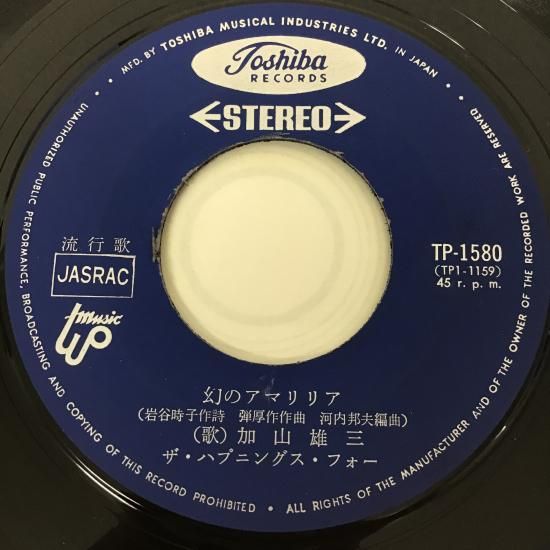 MFD. BY TOSHIBA MUSICAL INDUSTRIES LTD. IN JAPAN •
UNAUTHORIZED PUBLIC PERFORMANCE, BROADCASTING AND COPYING OF THIS RECORD PROHIBITED • ALL RIGHTS OF THE MANUFACTURER AND OF THE OWNER OF THE RECORDED WORK ARE RESERVED •
Toshiba
RECORDS
STEREO
流行歌
JASRAC
music
up
TP-1580
(TP1-1159)
45 r. p. m.
幻のアマリリア
(岩谷時子作詩 弾厚作作曲 河内邦夫編曲)
(歌) 加山雄三
ザ・ハプニングス・フォー